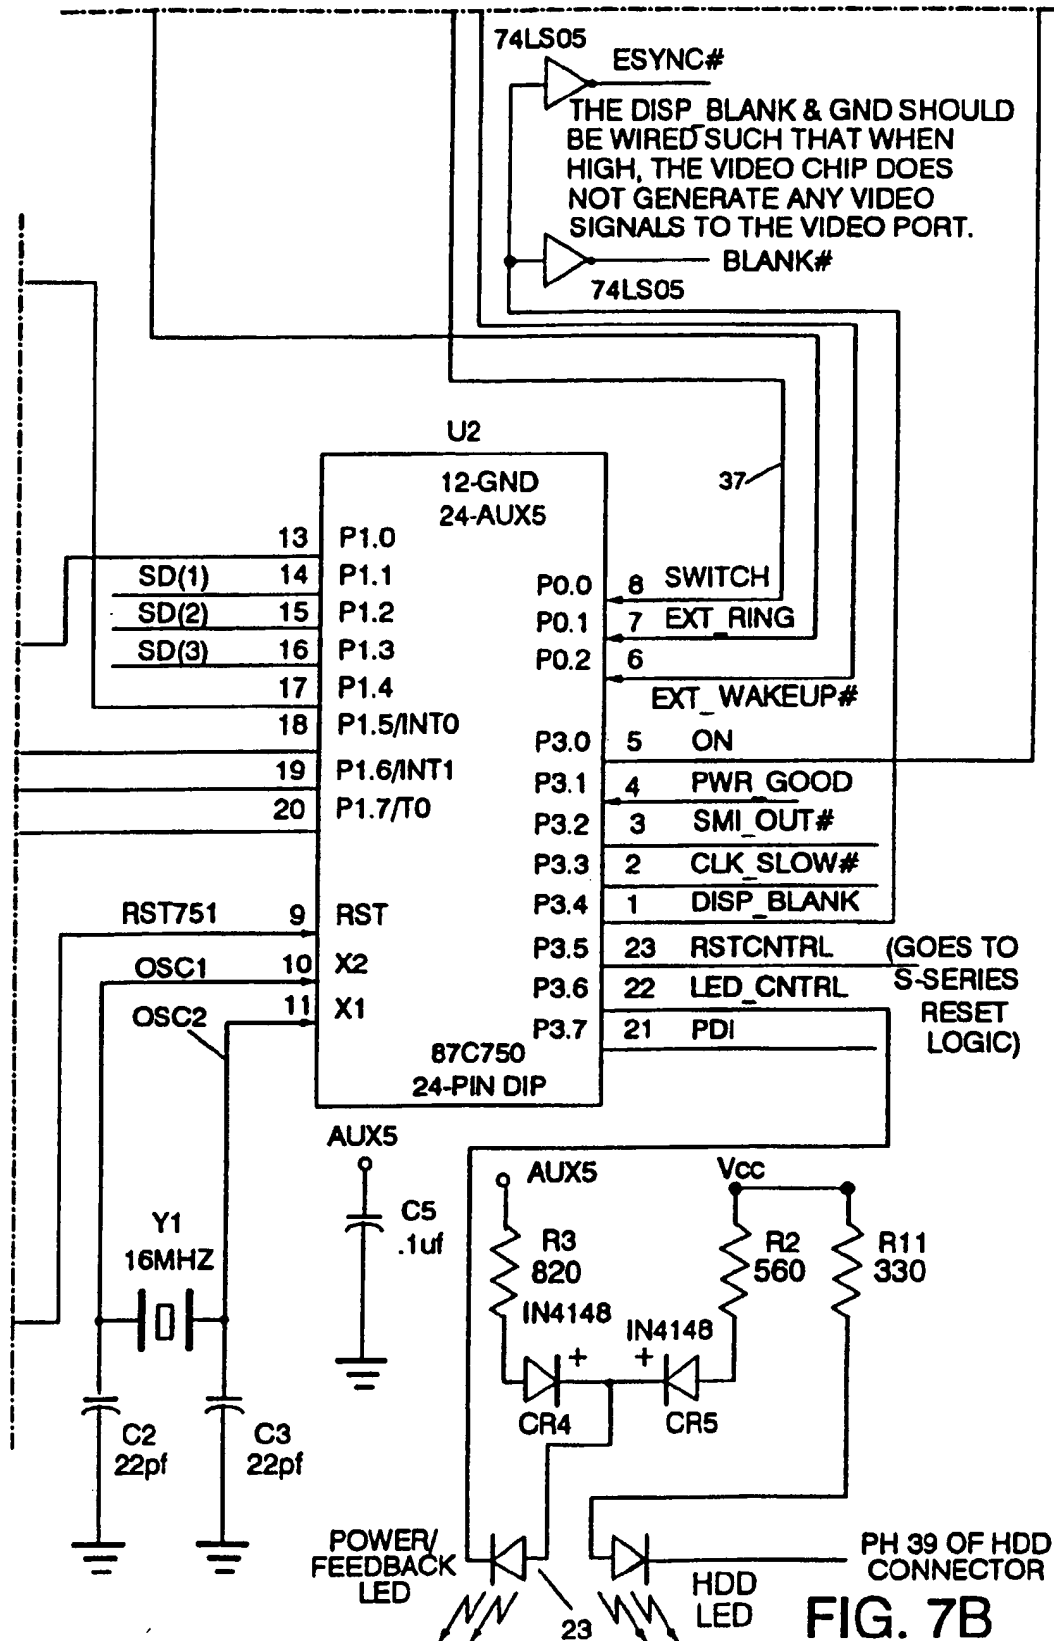 74LS05
ESYNC#
THE DISP_BLANK & GND SHOULD
BE WIRED SUCH THAT WHEN
HIGH, THE VIDEO CHIP DOES
NOT GENERATE ANY VIDEO
SIGNALS TO THE VIDEO PORT.
BLANK#
74LS05
U2
12-GND
24-AUX5
37
13 P1.0
SD(1) 14 P1.1
SD(2) 15 P1.2
SD(3) 16 P1.3
17 P1.4
18 P1.5/INT0
19 P1.6/INT1
20 P1.7/T0
P0.0 8 SWITCH
P0.1 7 EXT_RING
P0.2 6
EXT_WAKEUP#
P3.0 5 ON
P3.1 4 PWR_GOOD
P3.2 3 SMI_OUT#
P3.3 2 CLK_SLOW#
P3.4 1 DISP_BLANK
P3.5 23 RSTCNTRL
P3.6 22 LED_CNTRL
P3.7 21 PDI
(GOES TO
S-SERIES
RESET
LOGIC)
RST751 9 RST
OSC1 10 X2
OSC2 11 X1
87C750
24-PIN DIP
AUX5
C5
.1uf
Y1
16MHZ
C2
22pf
C3
22pf
AUX5
R3
820
IN4148
CR4
+
Vcc
R2
560
R11
330
IN4148
+
CR5
POWER/
FEEDBACK
LED
23
HDD
LED
PH 39 OF HDD
CONNECTOR
FIG. 7B